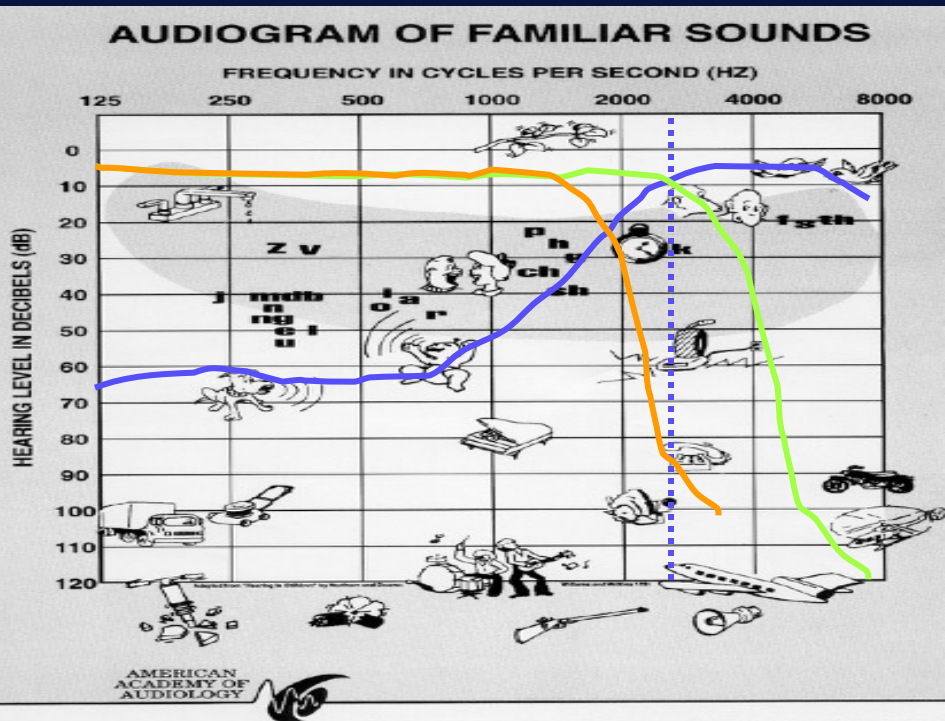 AUDIOGRAM OF FAMILIAR SOUNDS
FREQUENCY IN CYCLES PER SECOND (HZ)
125 250 500 1000 2000 4000 8000
HEARING LEVEL IN DECIBELS (dB)
0
10
20
30
40
50
60
70
80
90
100
110
120
z v
p
h
g
ch
sh
k
f s th
j m d b
n
ng
e l
u
i a
o
r
AMERICAN
ACADEMY OF
AUDIOLOGY